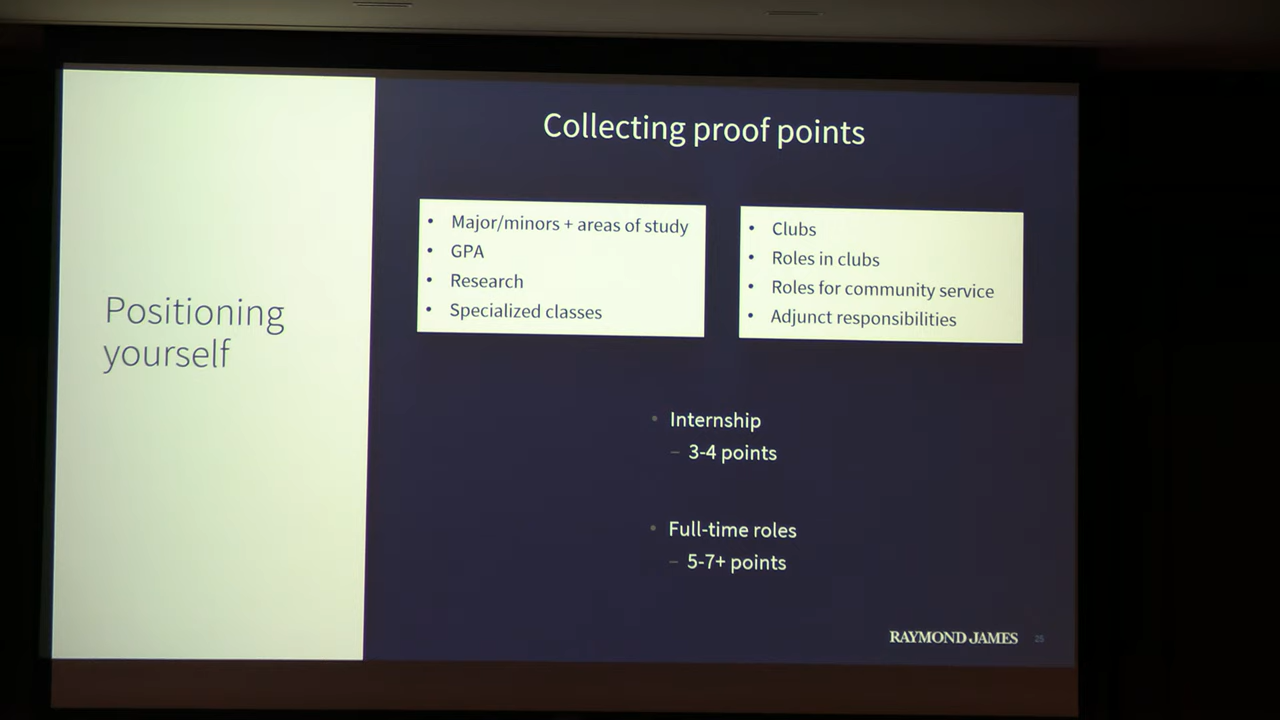 Positioning
yourself
Collecting proof points
• Major/minors + areas of study
• GPA
• Research
• Specialized classes
• Clubs
• Roles in clubs
• Roles for community service
• Adjunct responsibilities
• Internship
– 3-4 points
• Full-time roles
– 5-7+ points
RAYMOND JAMES